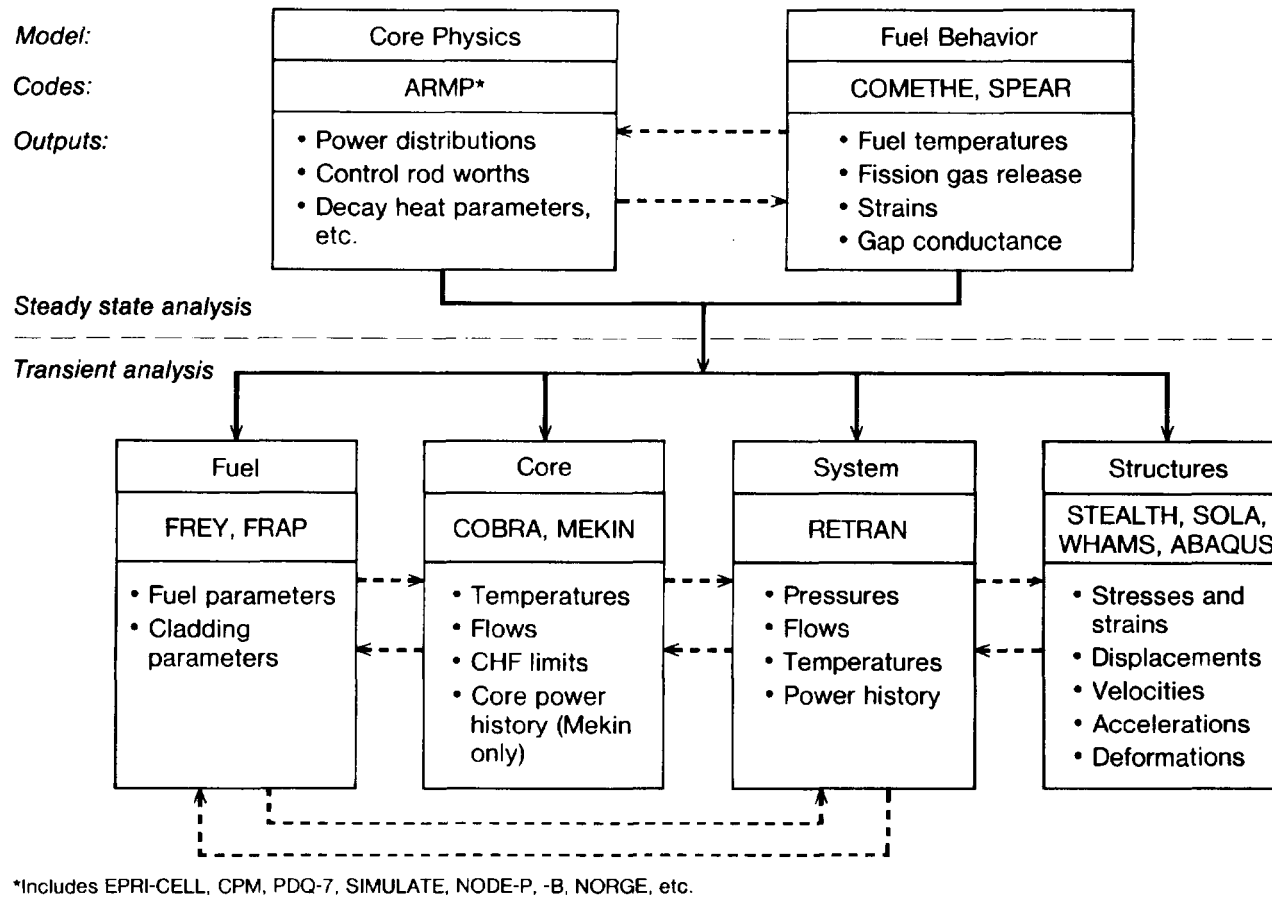 Model:
Core Physics
Fuel Behavior
Codes:
ARMP*
COMETHE, SPEAR
Outputs:
• Power distributions
• Control rod worths
• Decay heat parameters,
etc.
• Fuel temperatures
• Fission gas release
• Strains
• Gap conductance
Steady state analysis
Transient analysis
Fuel
FREY, FRAP
• Fuel parameters
• Cladding
parameters
Core
COBRA, MEKIN
• Temperatures
• Flows
• CHF limits
• Core power
history (Mekin
only)
System
RETRAN
• Pressures
• Flows
• Temperatures
• Power history
Structures
STEALTH, SOLA,
WHAMS, ABAQUS
• Stresses and
strains
• Displacements
• Velocities
• Accelerations
• Deformations
*Includes EPRI-CELL, CPM, PDQ-7, SIMULATE, NODE-P, -B, NORGE, etc.